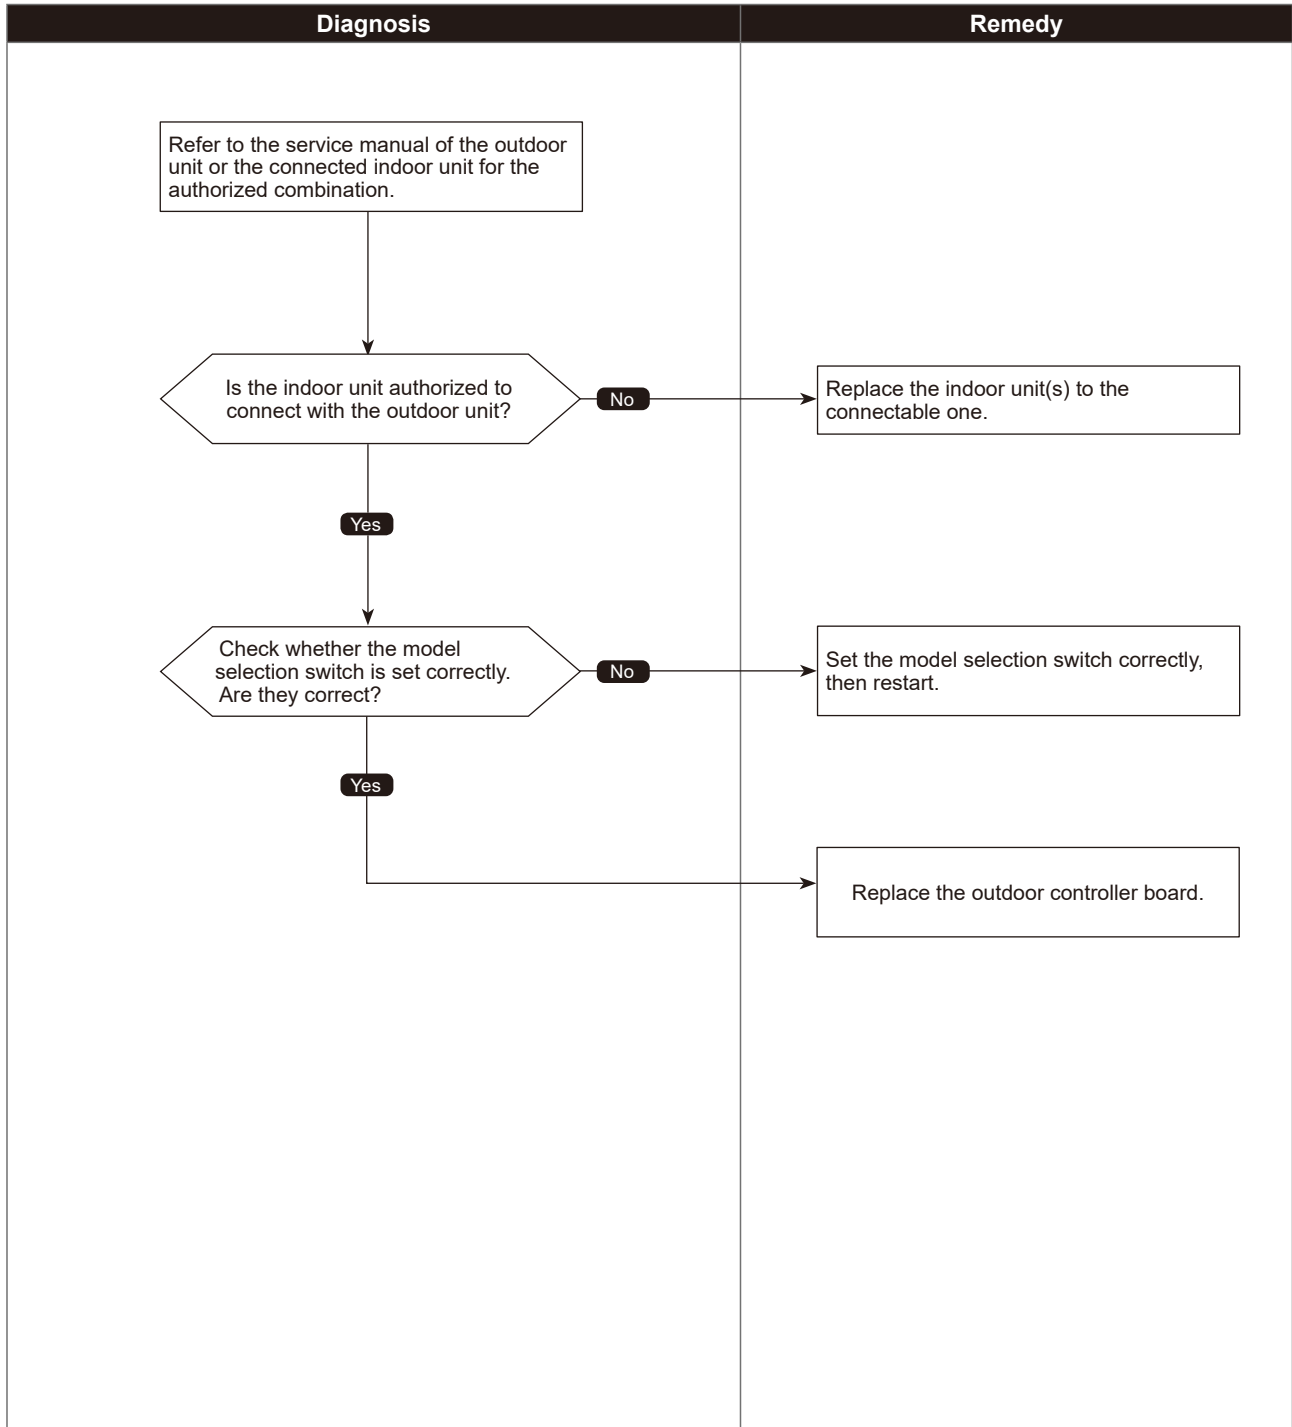 Diagnosis
Remedy
Refer to the service manual of the outdoor
unit or the connected indoor unit for the
authorized combination.
Is the indoor unit authorized to
connect with the outdoor unit?
No
Replace the indoor unit(s) to the
connectable one.
Yes
Check whether the model
selection switch is set correctly.
Are they correct?
No
Set the model selection switch correctly,
then restart.
Yes
Replace the outdoor controller board.